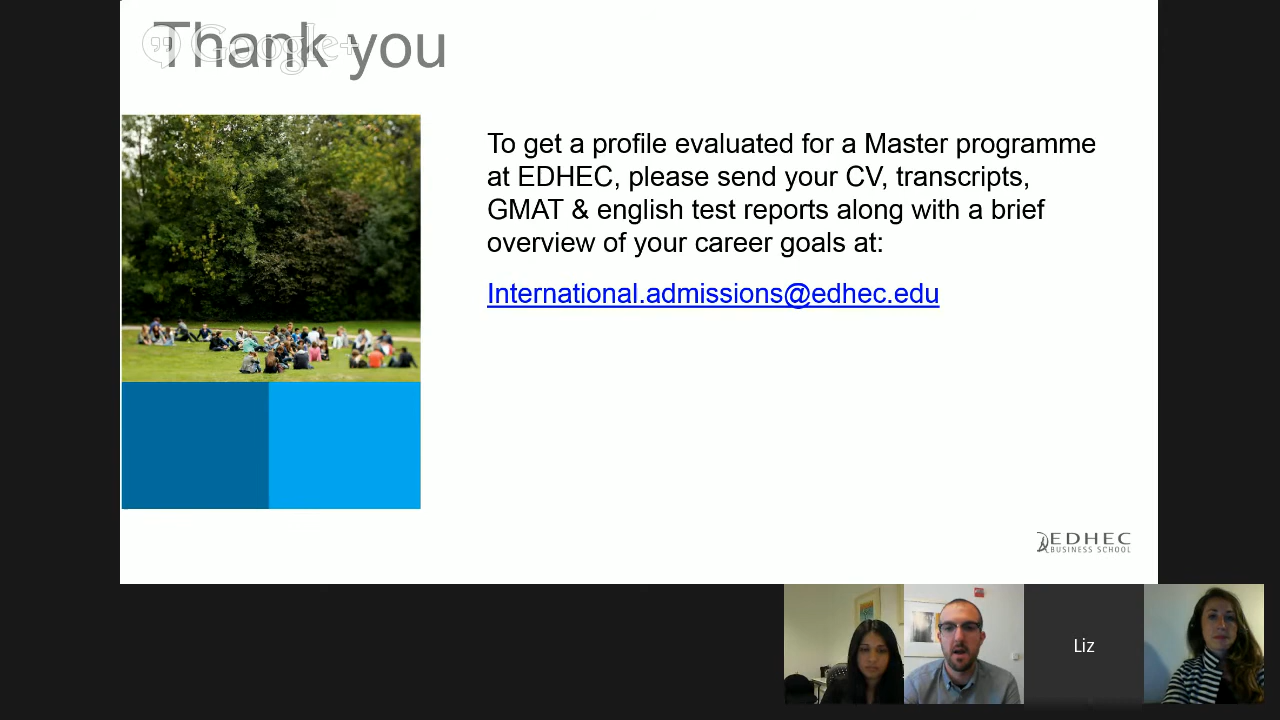 Thank you
Google+
To get a profile evaluated for a Master programme
at EDHEC, please send your CV, transcripts,
GMAT & english test reports along with a brief
overview of your career goals at:
International.admissions@edhec.edu
EDHEC
BUSINESS SCHOOL
Liz